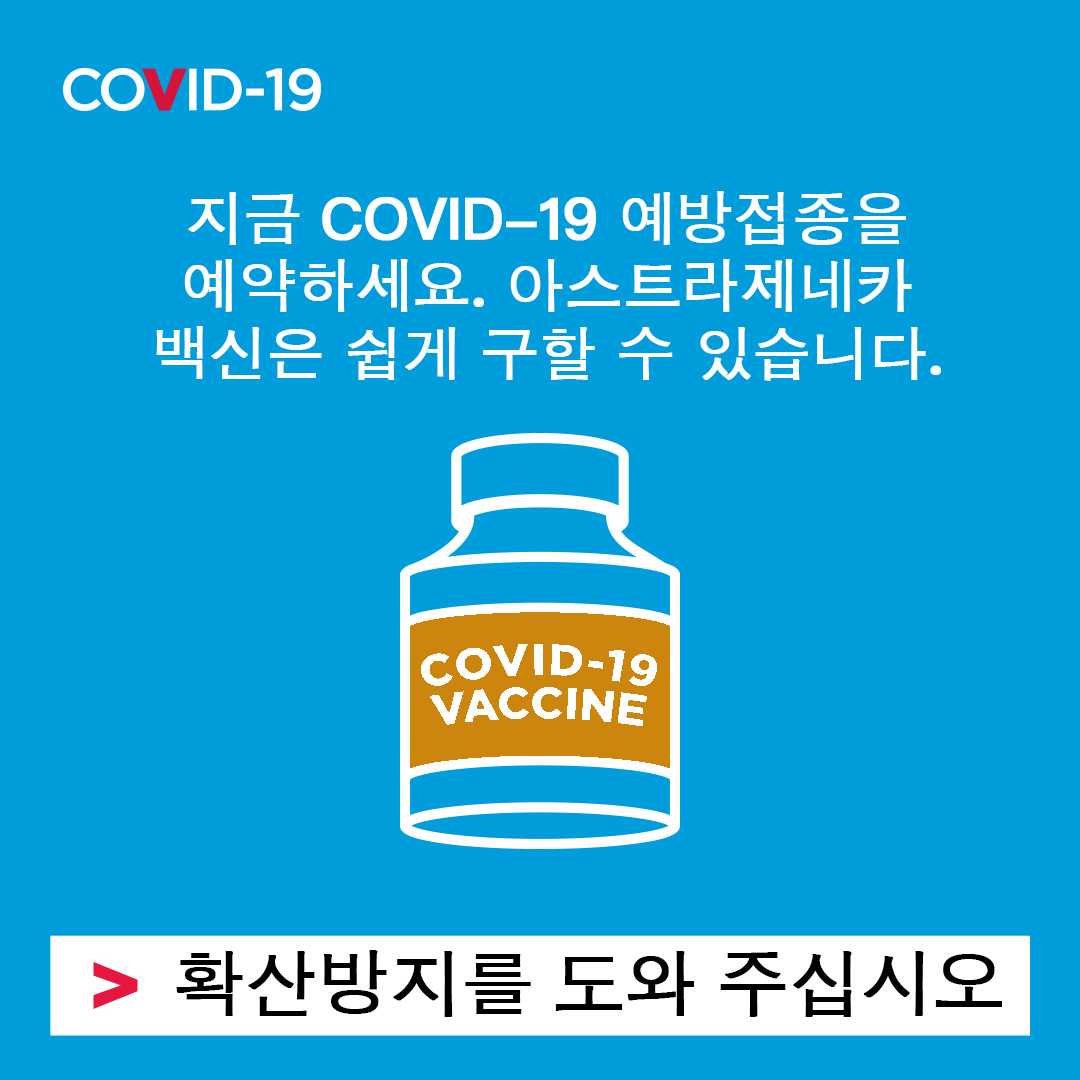 COVID-19
지금 COVID-19 예방접종을
예약하세요. 아스트라제네카
백신은 쉽게 구할 수 있습니다.
COVID-19
VACCINE
> 확산방지를 도와 주십시오